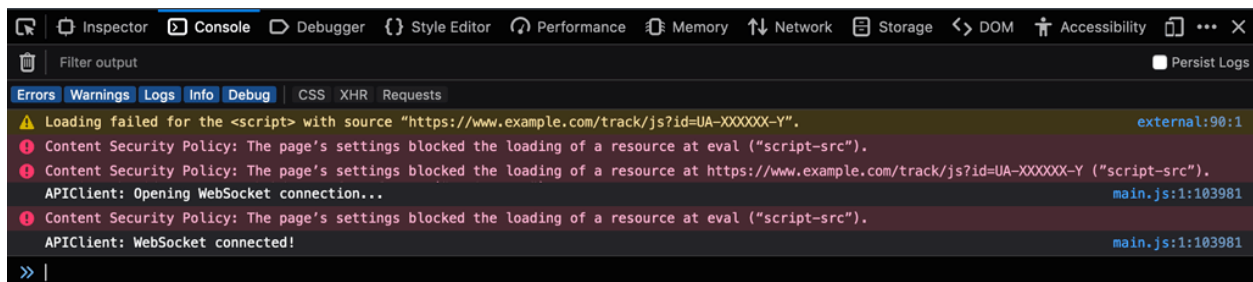 Inspector Console Debugger {} Style Editor Performance Memory Network Storage DOM Accessibility
Filter output Persist Logs
Errors Warnings Logs Info Debug CSS XHR Requests
Loading failed for the <script> with source “https://www.example.com/track/js?id=UA-XXXXXX-Y”. external:90:1
Content Security Policy: The page’s settings blocked the loading of a resource at eval (“script-src”).
Content Security Policy: The page’s settings blocked the loading of a resource at https://www.example.com/track/js?id=UA-XXXXXX-Y (“script-src”).
APIClient: Opening WebSocket connection... main.js:1:103981
Content Security Policy: The page’s settings blocked the loading of a resource at eval (“script-src”).
APIClient: WebSocket connected! main.js:1:103981